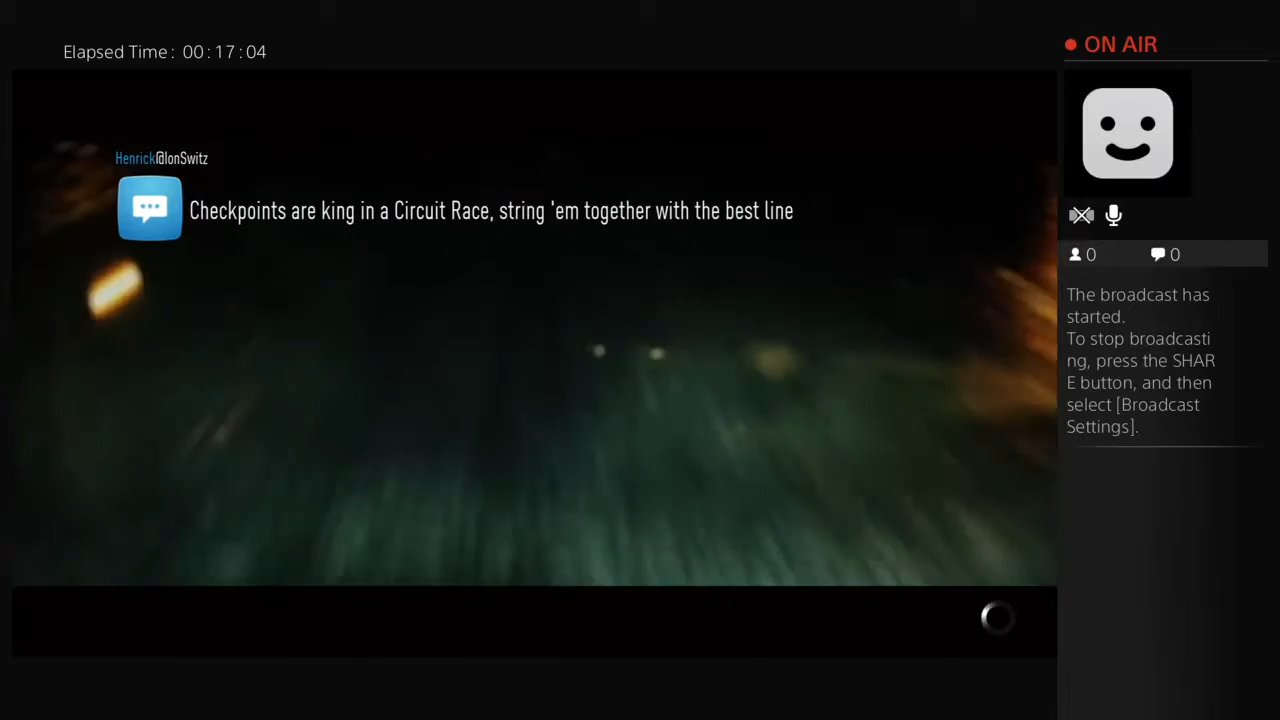 Elapsed Time: 00:17:04
ON AIR
Henrick@IonSwitz
Checkpoints are king in a Circuit Race, string 'em together with the best line
0 0
The broadcast has
started.
To stop broadcasti
ng, press the SHAR
E button, and then
select [Broadcast
Settings].